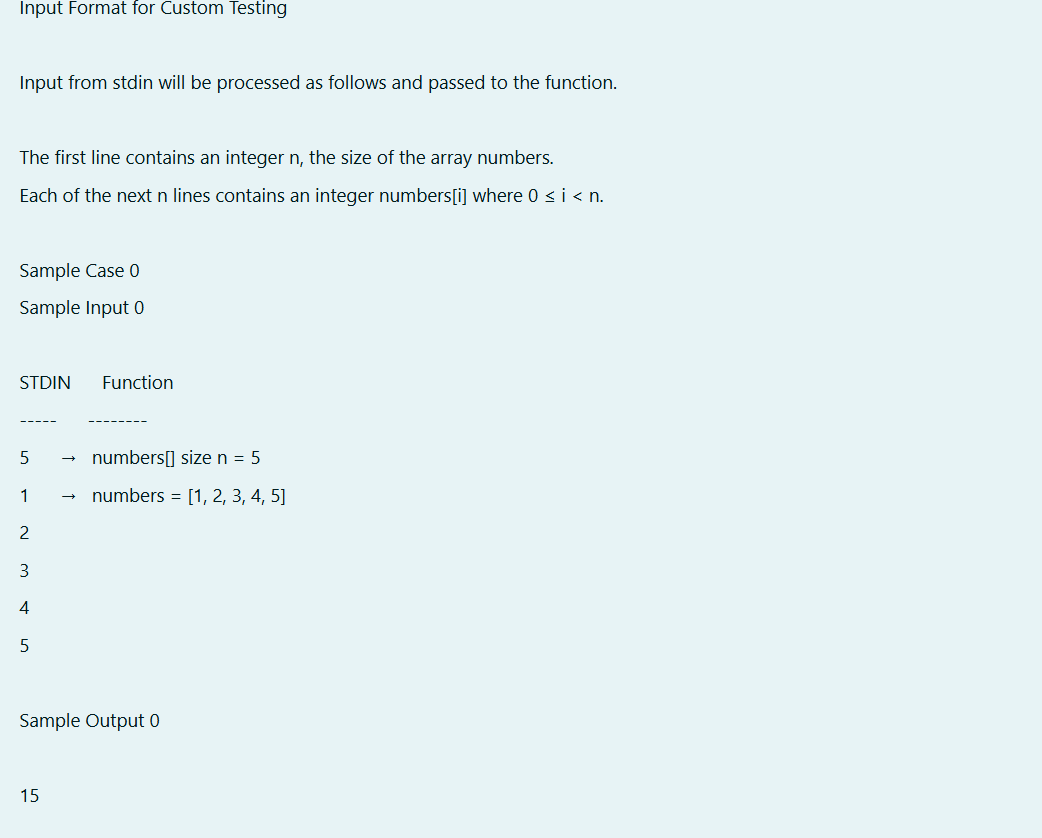 Input Format for Custom Testing
Input from stdin will be processed as follows and passed to the function.
The first line contains an integer n, the size of the array numbers.
Each of the next n lines contains an integer numbers[i] where 0 ≤ i < n.
Sample Case 0
Sample Input 0
STDIN Function
----- --------
5 → numbers[] size n = 5
1 → numbers = [1, 2, 3, 4, 5]
2
3
4
5
Sample Output 0
15